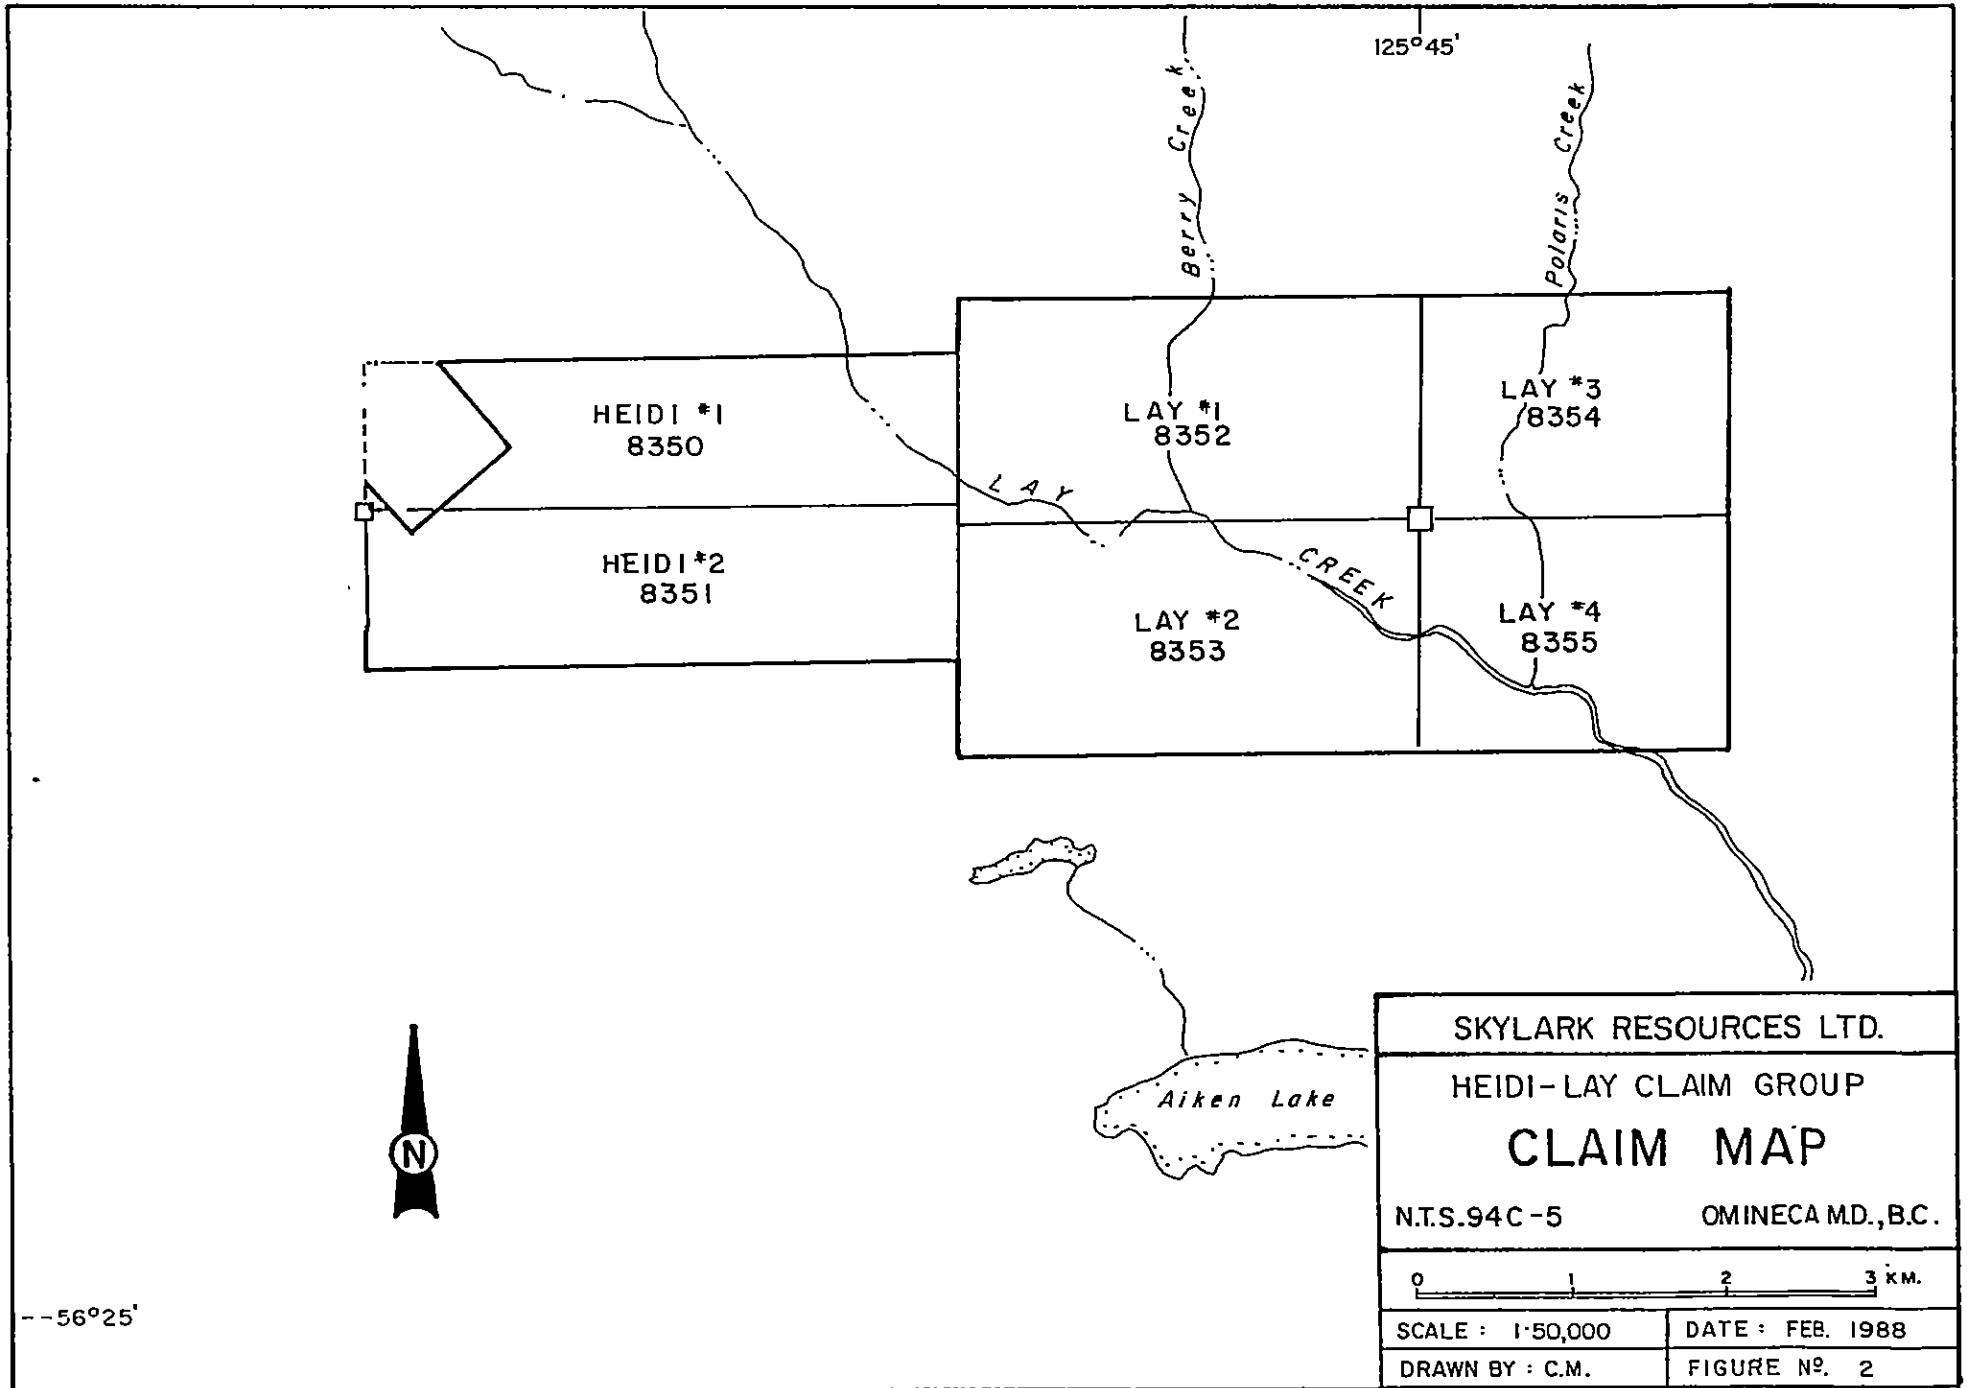 125°45'
Berry Creek
Polaris Creek
HEIDI #1
8350
LAY #1
8352
LAY #3
8354
LAY CREEK
HEIDI #2
8351
LAY #2
8353
LAY #4
8355
Aiken Lake
N
--56°25'
SKYLARK RESOURCES LTD.
HEIDI-LAY CLAIM GROUP
CLAIM MAP
N.T.S.94C-5 OMINECA M.D.,B.C.
0 1 2 3 KM.
SCALE : 1:50,000 DATE : FEB. 1988
DRAWN BY : C.M. FIGURE Nº. 2